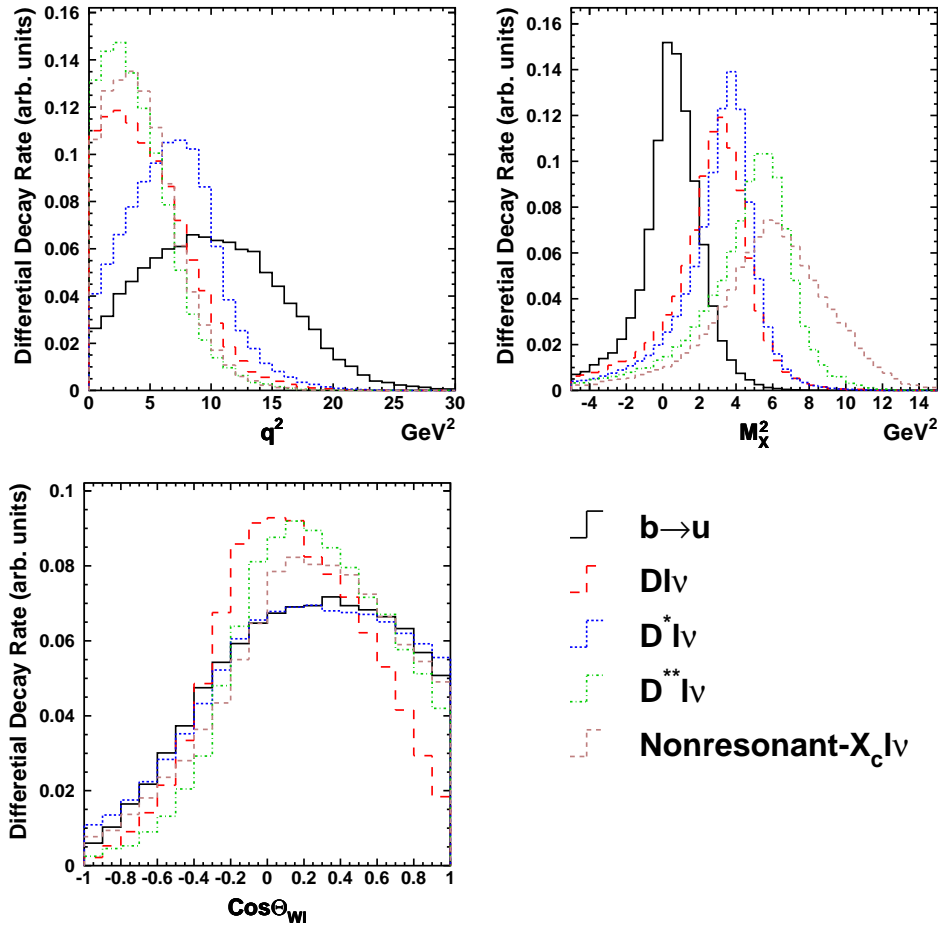 Differetial Decay Rate (arb. units)
0.16
0.14
0.12
0.1
0.08
0.06
0.04
0.02
0
0 5 10 15 20 25 30
q² GeV²
Differetial Decay Rate (arb. units)
0.16
0.14
0.12
0.1
0.08
0.06
0.04
0.02
0
-4 -2 0 2 4 6 8 10 12 14
M_X² GeV²
Differetial Decay Rate (arb. units)
0.1
0.08
0.06
0.04
0.02
0
-1 -0.8 -0.6 -0.4 -0.2 0 0.2 0.4 0.6 0.8 1
CosΘ_Wl
b→u
Dlν
D*lν
D**lν
Nonresonant-X_clν